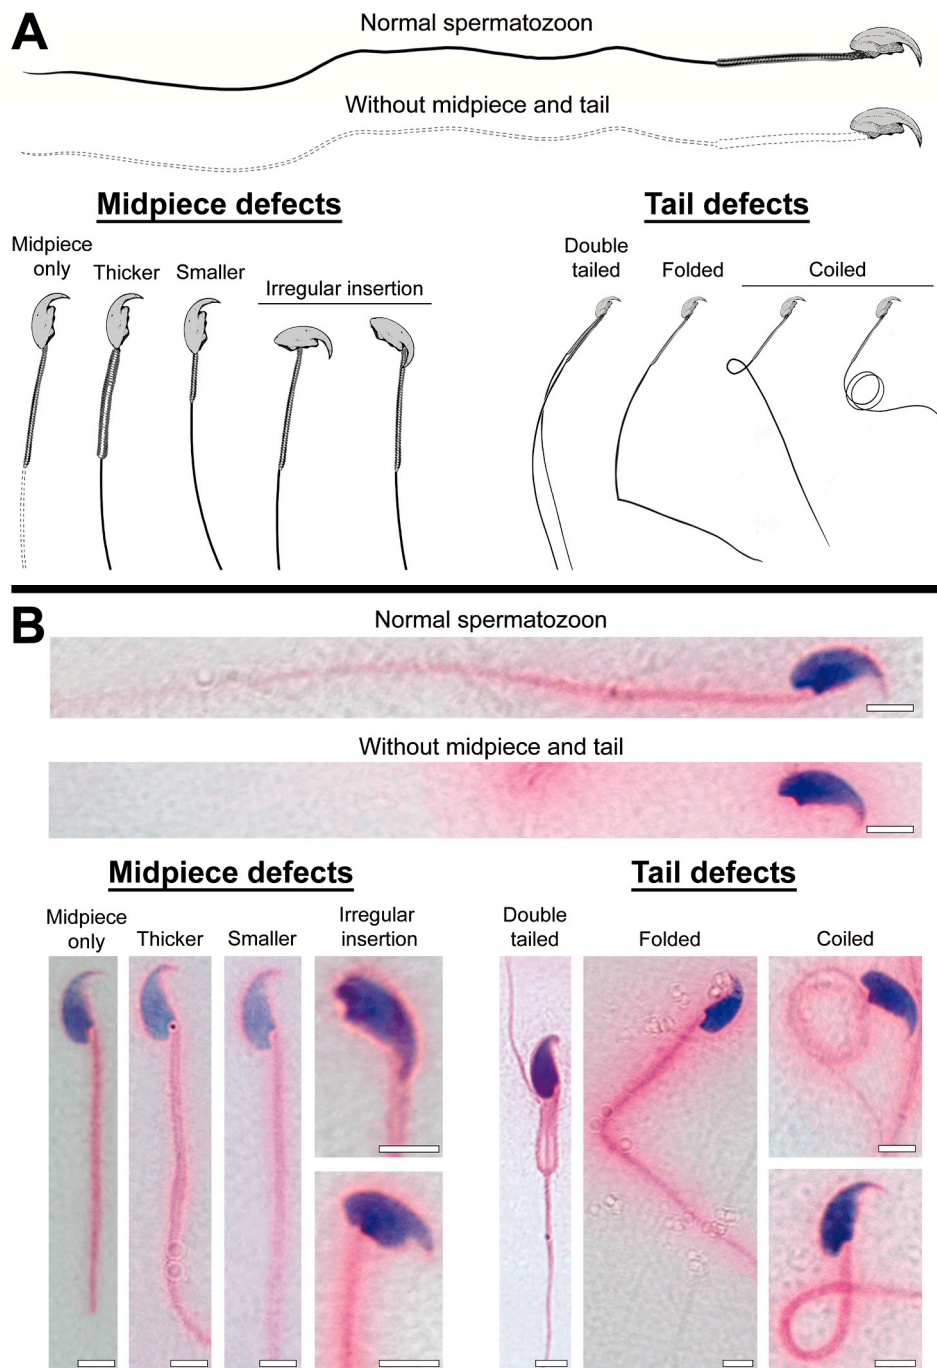 A
Normal spermatozoon
Without midpiece and tail
Midpiece defects
Midpiece
only
Thicker
Smaller
Irregular insertion
Tail defects
Double
tailed
Folded
Coiled
B
Normal spermatozoon
Without midpiece and tail
Midpiece defects
Midpiece
only
Thicker
Smaller
Irregular
insertion
Tail defects
Double
tailed
Folded
Coiled